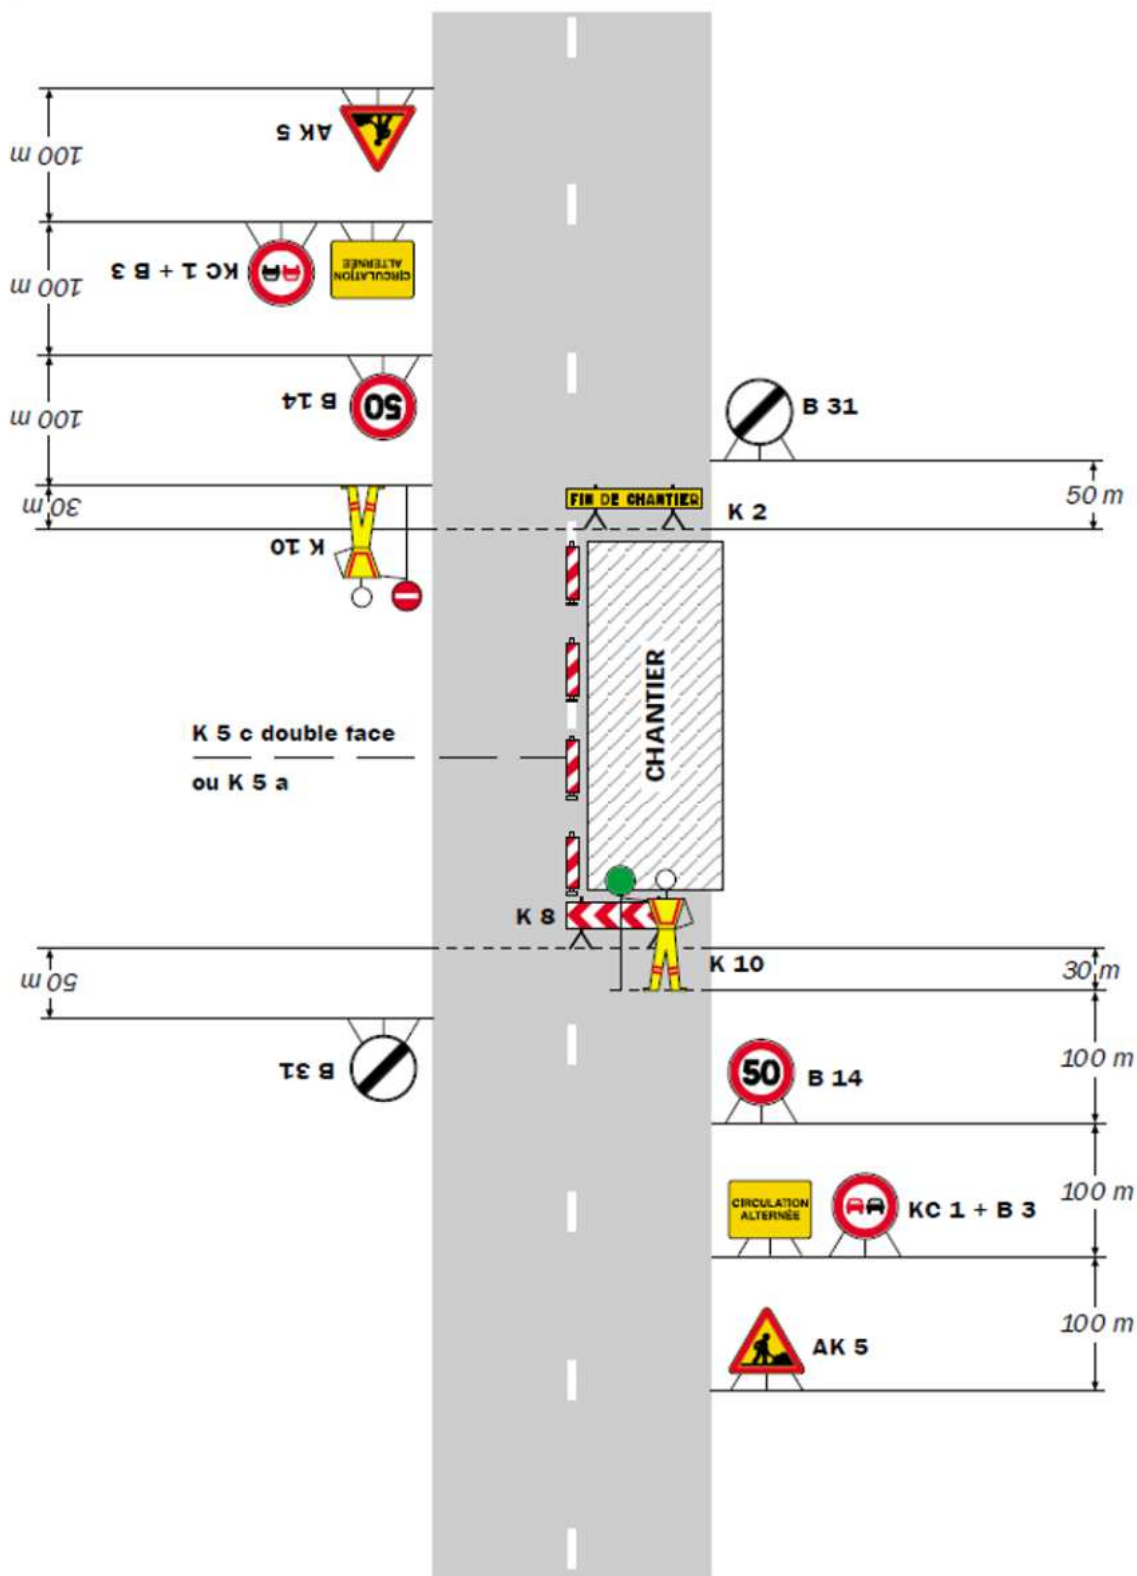 AK 5
100 m
KC 1 + B 3
CIRCULATION
ALTERNÉE
100 m
B 14
50
100 m
B 31
50 m
30 m
FIN DE CHANTIER
K 2
K 10
CHANTIER
K 5 c double face
ou K 5 a
K 8
K 10
30 m
50 m
B 31
50
B 14
100 m
CIRCULATION
ALTERNÉE
KC 1 + B 3
100 m
AK 5
100 m